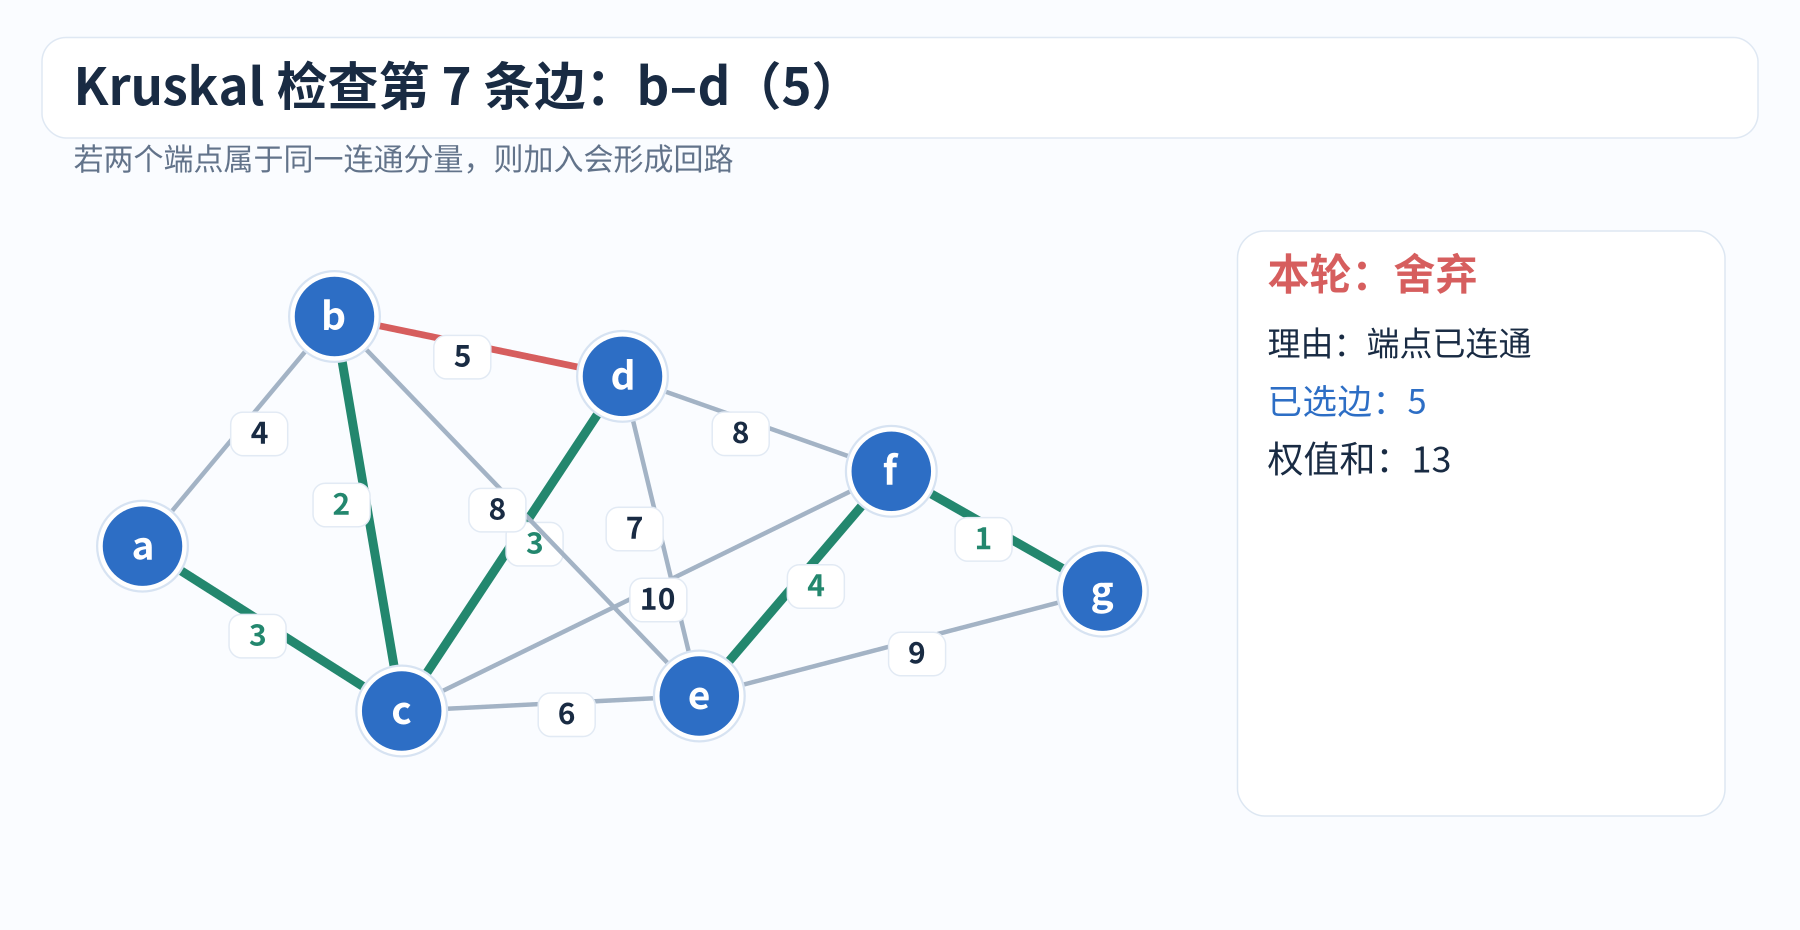 Kruskal 检查第 7 条边：b–d（5）
若两个端点属于同一连通分量，则加入会形成回路
本轮：舍弃
理由：端点已连通
已选边：5
权值和：13
b
5
d
4
8
f
2
8
7
1
3
a
10
4
g
3
9
6
e
c